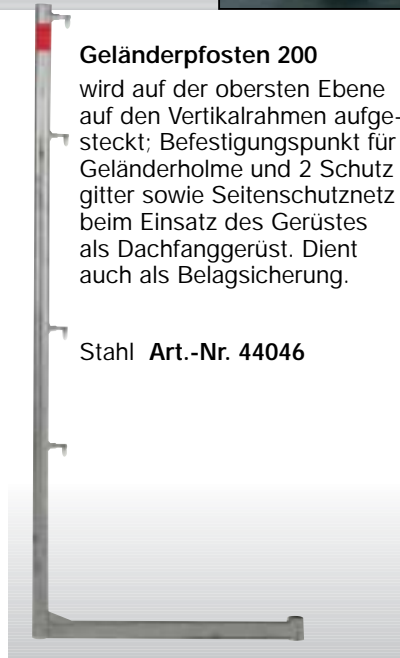 Geländerpfosten 200
wird auf der obersten Ebene
auf den Vertikalrahmen aufge-
steckt; Befestigungspunkt für
Geländerholme und 2 Schutz
gitter sowie Seitenschutznetz
beim Einsatz des Gerüstes
als Dachfanggerüst. Dient
auch als Belagsicherung.
Stahl Art.-Nr. 44046